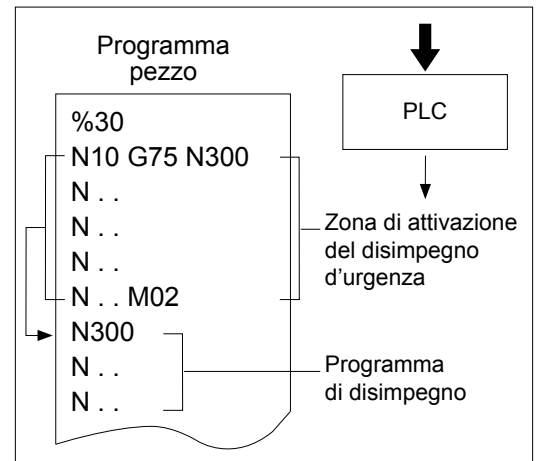 Programma
pezzo
%30
N10 G75 N300
N . .
N . .
N . .
N . . M02
N300
N . .
N . .
PLC
Zona di attivazione
del disimpegno
d'urgenza
Programma
di disimpegno